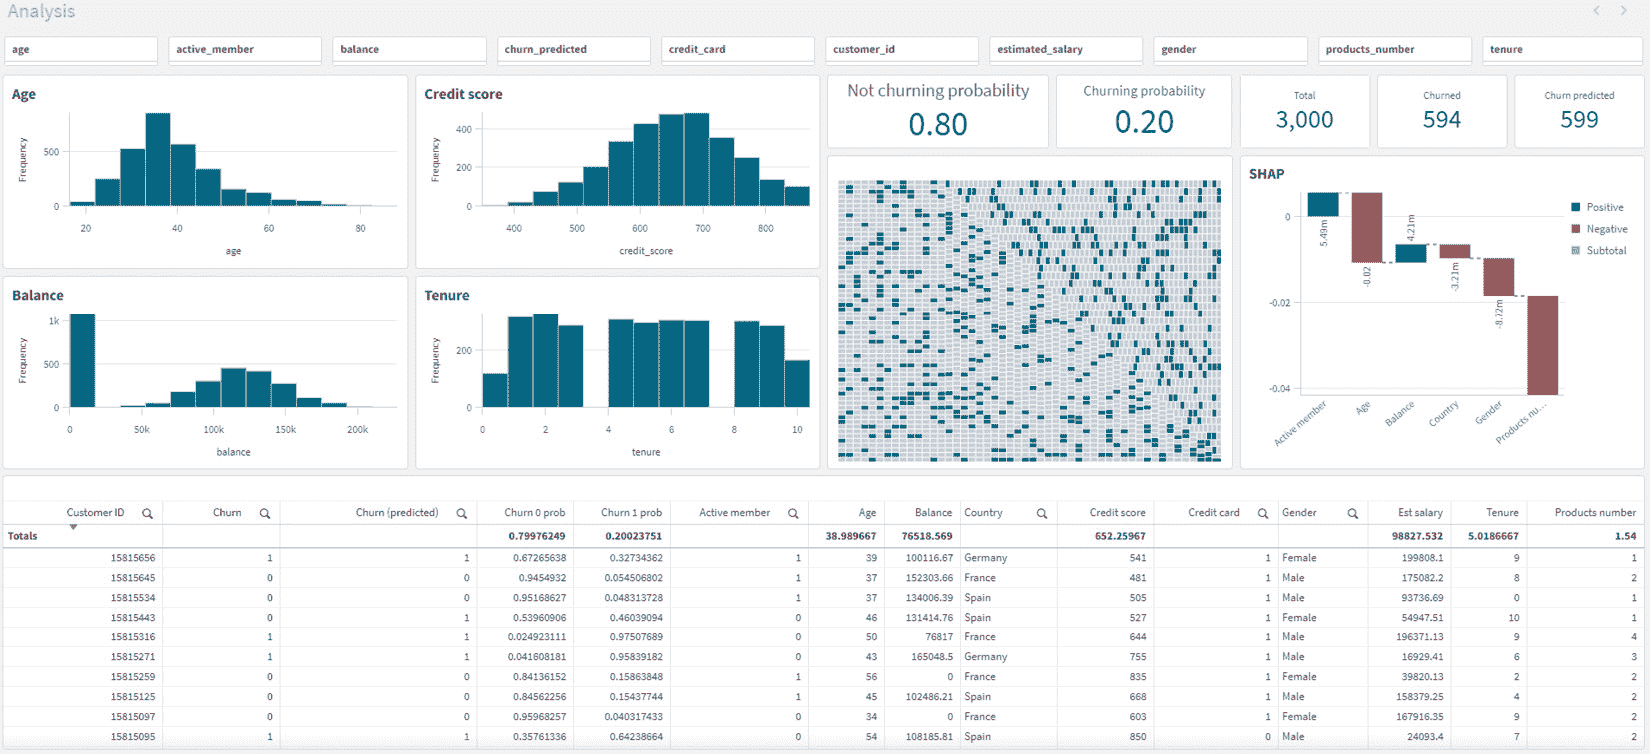 Analysis
age active_member balance churn_predicted credit_card customer_id estimated_salary gender products_number tenure
Age
Frequency
500
0
20 40 60 80
age
Credit score
Frequency
400
200
0
400 500 600 700 800
credit_score
Not churning probability
0.80
Churning probability
0.20
Total
3,000
Churned
594
Churn predicted
599
Balance
Frequency
1k
500
0
0 50k 100k 150k 200k
balance
Tenure
Frequency
200
0
0 2 4 6 8 10
tenure
SHAP
0
-0.02
-0.04
5.49m
-0.02
4.21m
-3.21m
-8.72m
Active member Age Balance Country Gender Products nu...
Positive
Negative
Subtotal
Customer ID Churn Churn (predicted) Churn 0 prob Churn 1 prob Active member Age Balance Country Credit score Credit card Gender Est salary Tenure Products number
Totals 0.79976249 0.20023751 38.989667 76518.569 652.25967 98827.532 5.0186667 1.54
15815656 1 1 0.67265638 0.32734362 1 39 100116.67 Germany 541 1 Female 199808.1 9 1
15815645 0 0 0.9454932 0.054506802 1 37 152303.66 France 481 1 Male 175082.2 8 2
15815534 0 0 0.95168627 0.048313728 1 37 134006.39 Spain 505 1 Male 93736.69 0 1
15815443 0 1 0.53960906 0.46039094 0 46 131414.76 Spain 527 1 Female 54947.51 10 1
15815316 1 1 0.024923111 0.97507689 0 50 76817 France 644 1 Male 196371.13 9 4
15815271 1 1 0.041608181 0.95839182 0 43 165048.5 Germany 755 1 Male 16929.41 6 3
15815259 0 0 0.84136152 0.15863848 1 56 0 France 835 1 Female 39820.13 2 2
15815125 0 0 0.84562256 0.15437744 1 45 102486.21 Spain 668 1 Male 158379.25 4 2
15815097 0 0 0.95968257 0.040317433 0 34 0 France 603 1 Female 167916.35 9 2
15815095 1 1 0.35761336 0.64238664 0 54 108185.81 Spain 850 0 Male 24093.4 7 2